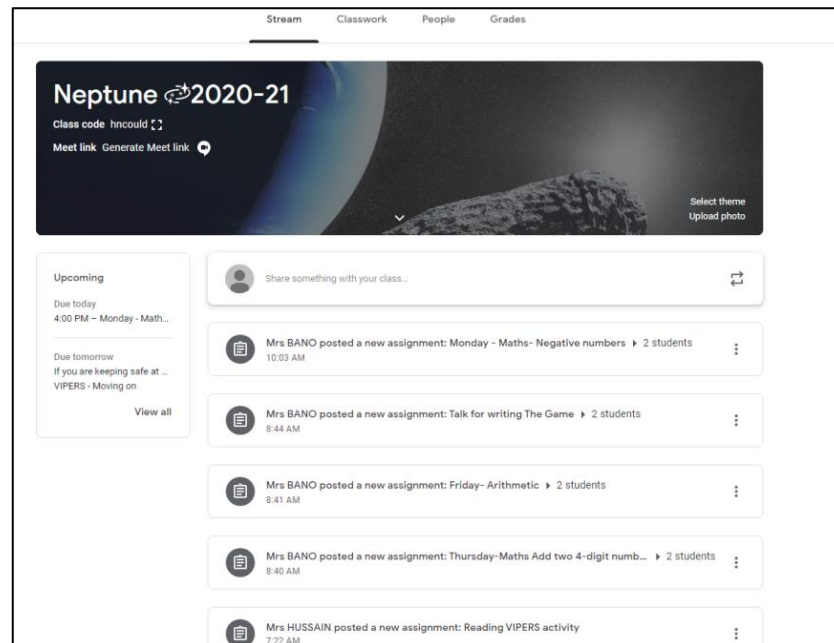 Stream Classwork People Grades
Neptune 2020-21
Class code hncould
Meet link Generate Meet link
Select theme
Upload photo
Upcoming
Due today
4:00 PM – Monday - Math...
Due tomorrow
If you are keeping safe at ...
VIPERS - Moving on
View all
Share something with your class...
Mrs BANO posted a new assignment: Monday - Maths- Negative numbers 2 students
10:03 AM
Mrs BANO posted a new assignment: Talk for writing The Game 2 students
8:44 AM
Mrs BANO posted a new assignment: Friday- Arithmetic 2 students
8:41 AM
Mrs BANO posted a new assignment: Thursday-Maths Add two 4-digit numb... 2 students
8:40 AM
Mrs HUSSAIN posted a new assignment: Reading VIPERS activity
7:22 AM